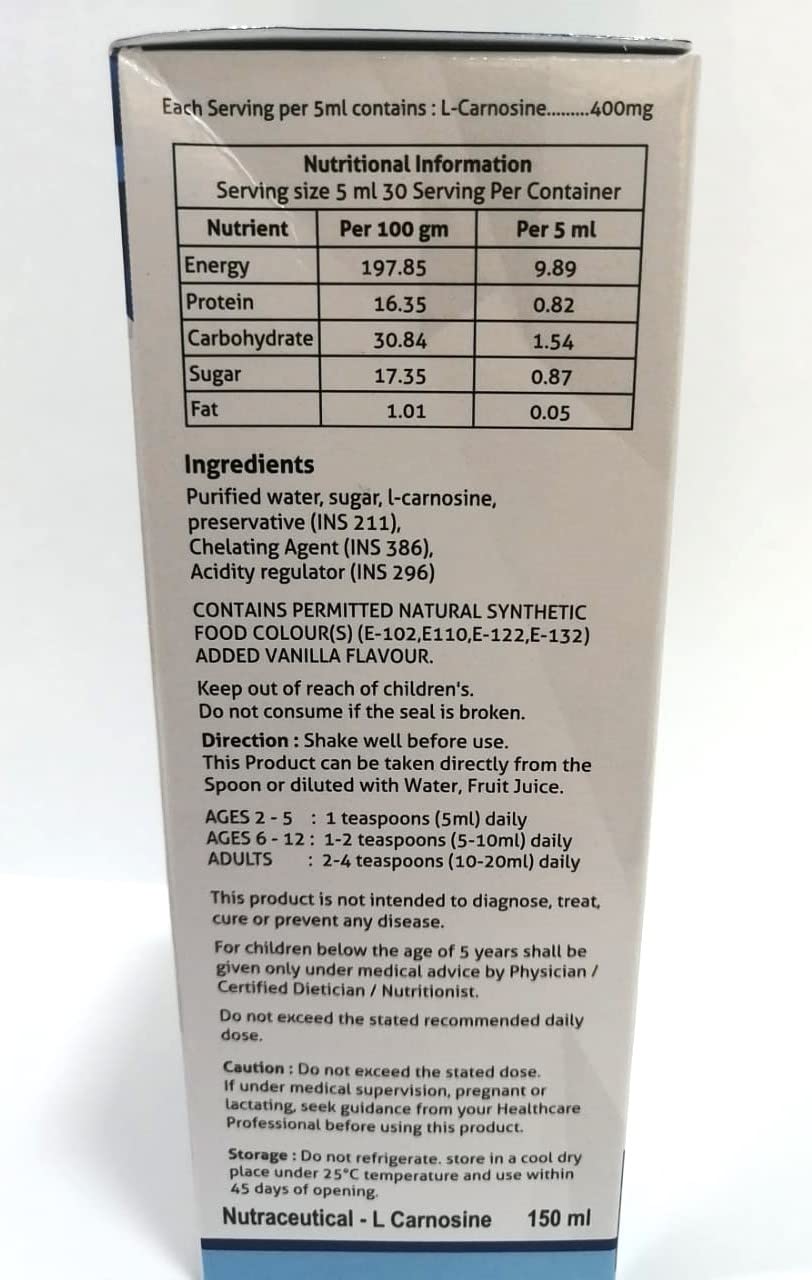 Each Serving per 5ml contains : L-Carnosine.........400mg
Nutritional Information
Serving size 5 ml 30 Serving Per Container
Nutrient Per 100 gm Per 5 ml
Energy 197.85 9.89
Protein 16.35 0.82
Carbohydrate 30.84 1.54
Sugar 17.35 0.87
Fat 1.01 0.05
Ingredients
Purified water, sugar, l-carnosine,
preservative (INS 211),
Chelating Agent (INS 386),
Acidity regulator (INS 296)
CONTAINS PERMITTED NATURAL SYNTHETIC
FOOD COLOUR(S) (E-102,E110,E-122,E-132)
ADDED VANILLA FLAVOUR.
Keep out of reach of children's.
Do not consume if the seal is broken.
Direction : Shake well before use.
This Product can be taken directly from the
Spoon or diluted with Water, Fruit Juice.
AGES 2 - 5 : 1 teaspoons (5ml) daily
AGES 6 - 12 : 1-2 teaspoons (5-10ml) daily
ADULTS : 2-4 teaspoons (10-20ml) daily
This product is not intended to diagnose, treat,
cure or prevent any disease.
For children below the age of 5 years shall be
given only under medical advice by Physician /
Certified Dietician / Nutritionist.
Do not exceed the stated recommended daily
dose.
Caution : Do not exceed the stated dose.
If under medical supervision, pregnant or
lactating, seek guidance from your Healthcare
Professional before using this product.
Storage : Do not refrigerate. store in a cool dry
place under 25°C temperature and use within
45 days of opening.
Nutraceutical - L Carnosine 150 ml